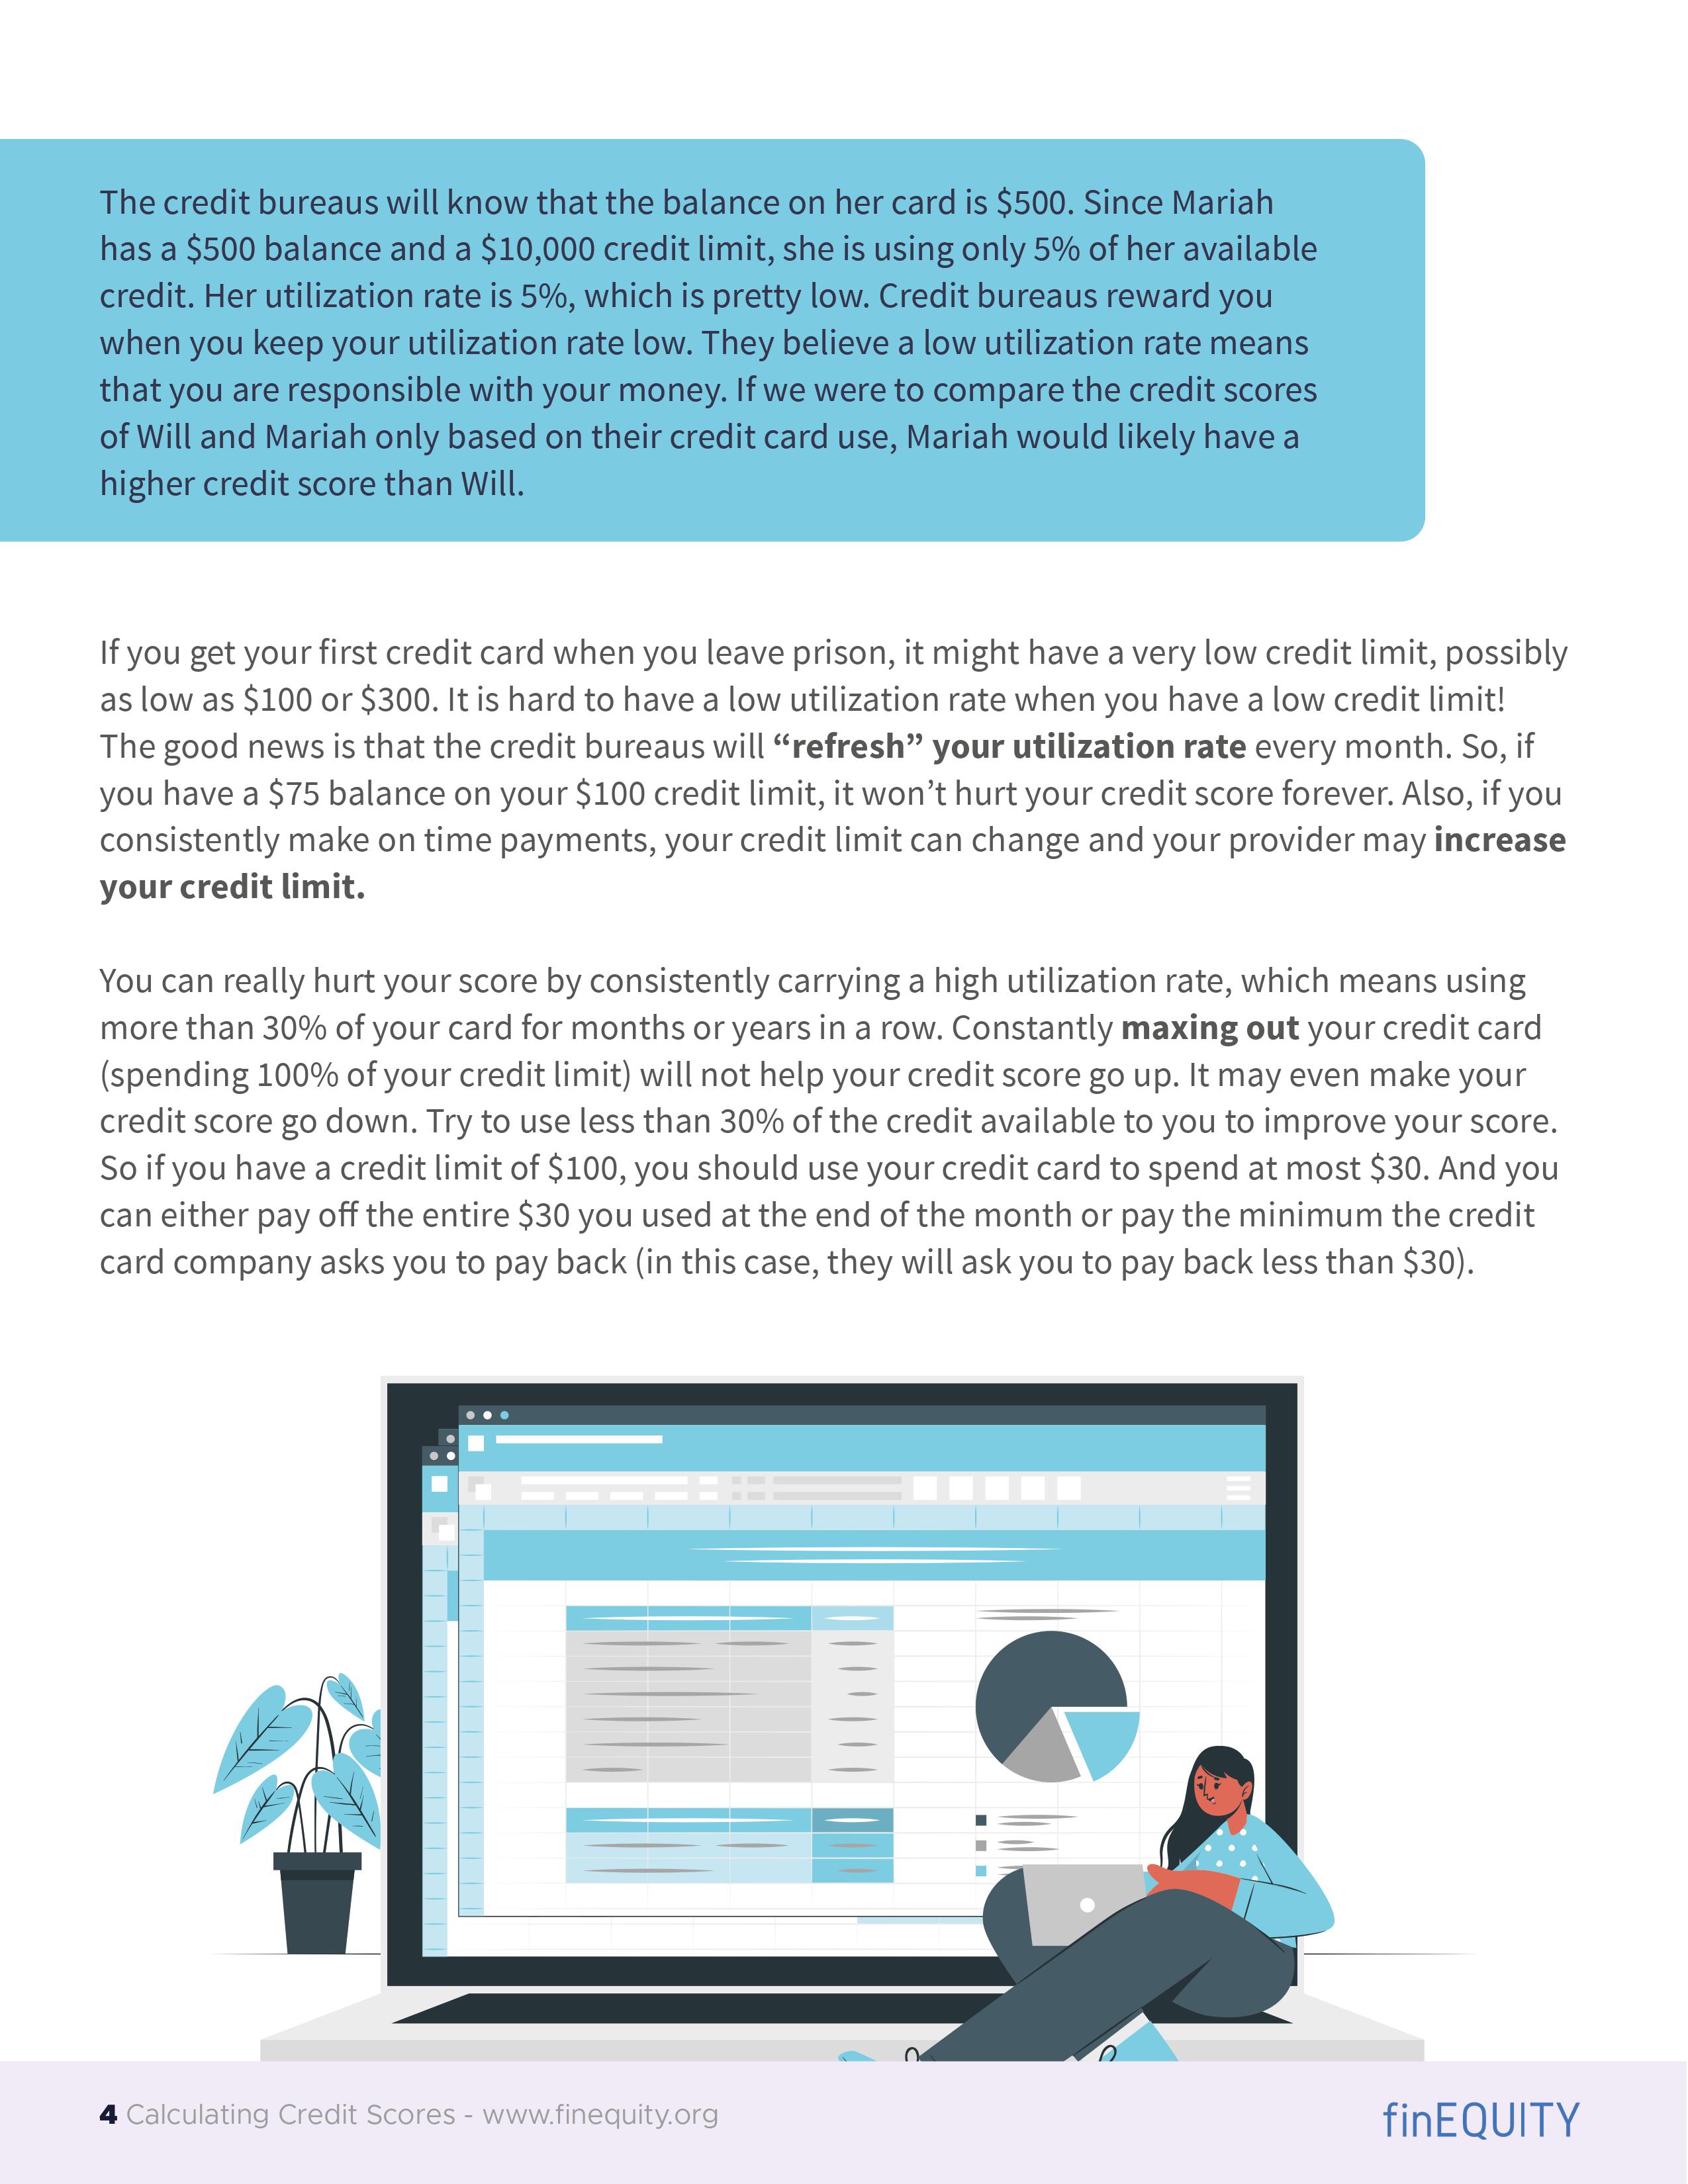 The credit bureaus will know that the balance on her card is $500. Since Mariah
has a $500 balance and a $10,000 credit limit, she is using only 5% of her available
credit. Her utilization rate is 5%, which is pretty low. Credit bureaus reward you
when you keep your utilization rate low. They believe a low utilization rate means
that you are responsible with your money. If we were to compare the credit scores
of Will and Mariah only based on their credit card use, Mariah would likely have a
higher credit score than Will.
If you get your first credit card when you leave prison, it might have a very low credit limit, possibly
as low as $100 or $300. It is hard to have a low utilization rate when you have a low credit limit!
The good news is that the credit bureaus will “refresh” your utilization rate every month. So, if
you have a $75 balance on your $100 credit limit, it won’t hurt your credit score forever. Also, if you
consistently make on time payments, your credit limit can change and your provider may increase
your credit limit.
You can really hurt your score by consistently carrying a high utilization rate, which means using
more than 30% of your card for months or years in a row. Constantly maxing out your credit card
(spending 100% of your credit limit) will not help your credit score go up. It may even make your
credit score go down. Try to use less than 30% of the credit available to you to improve your score.
So if you have a credit limit of $100, you should use your credit card to spend at most $30. And you
can either pay off the entire $30 you used at the end of the month or pay the minimum the credit
card company asks you to pay back (in this case, they will ask you to pay back less than $30).
4 Calculating Credit Scores - www.finequity.org
finEQUITY